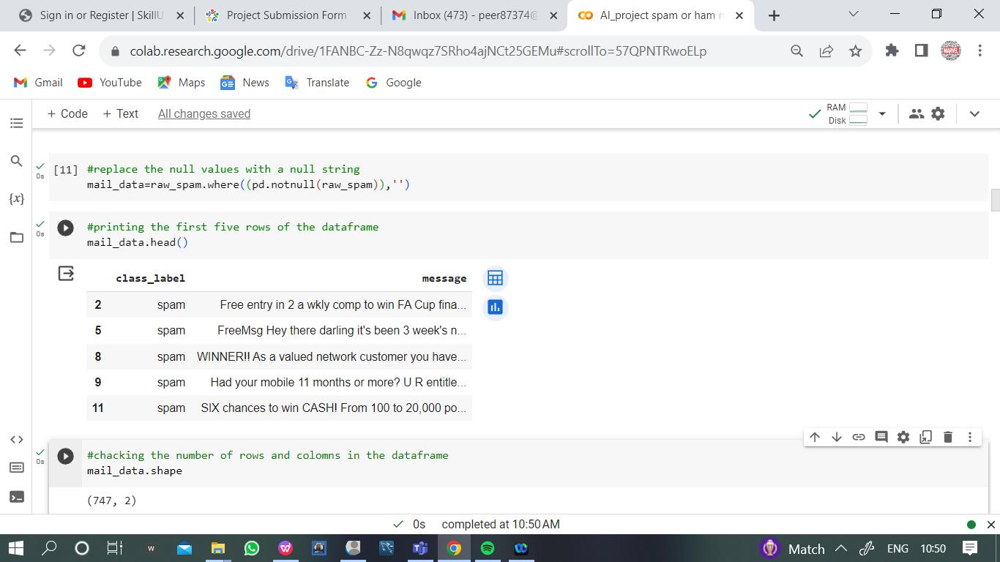 Sign in or Register | SkillU
Project Submission Form
Inbox (473) - peer87374@
AI_project spam or ham m
colab.research.google.com/drive/1FANBC-Zz-N8qwqz7SRho4ajNCt25GEMu#scrollTo=57QPNTRwoELp
Gmail
YouTube
Maps
News
Translate
Google
+ Code
+ Text
All changes saved
RAM
Disk
[11]
0s
#replace the null values with a null string
mail_data=raw_spam.where((pd.notnull(raw_spam)),'')
{x}
0s
#printing the first five rows of the dataframe
mail_data.head()
class_label message
2 spam Free entry in 2 a wkly comp to win FA Cup fina...
5 spam FreeMsg Hey there darling it's been 3 week's n...
8 spam WINNER!! As a valued network customer you have...
9 spam Had your mobile 11 months or more? U R entitle...
11 spam SIX chances to win CASH! From 100 to 20,000 po...
0s
#chacking the number of rows and colomns in the dataframe
mail_data.shape
(747, 2)
0s completed at 10:50 AM
Match
ENG
10:50